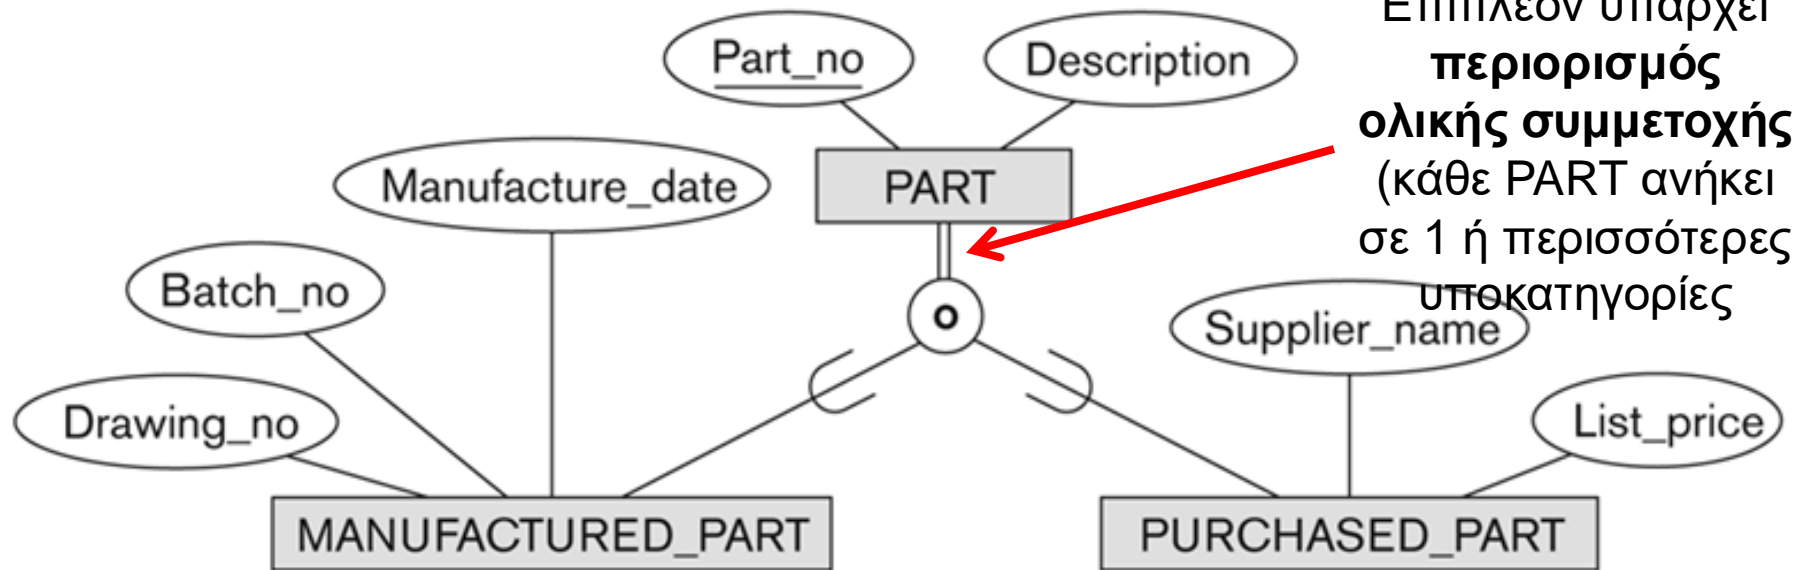 Επιπλέον υπάρχει
περιορισμός
ολικής συμμετοχής
(κάθε PART ανήκει
σε 1 ή περισσότερες
υποκατηγορίες
Part_no
Description
Manufacture_date
PART
Batch_no
o
Supplier_name
Drawing_no
List_price
MANUFACTURED_PART
PURCHASED_PART